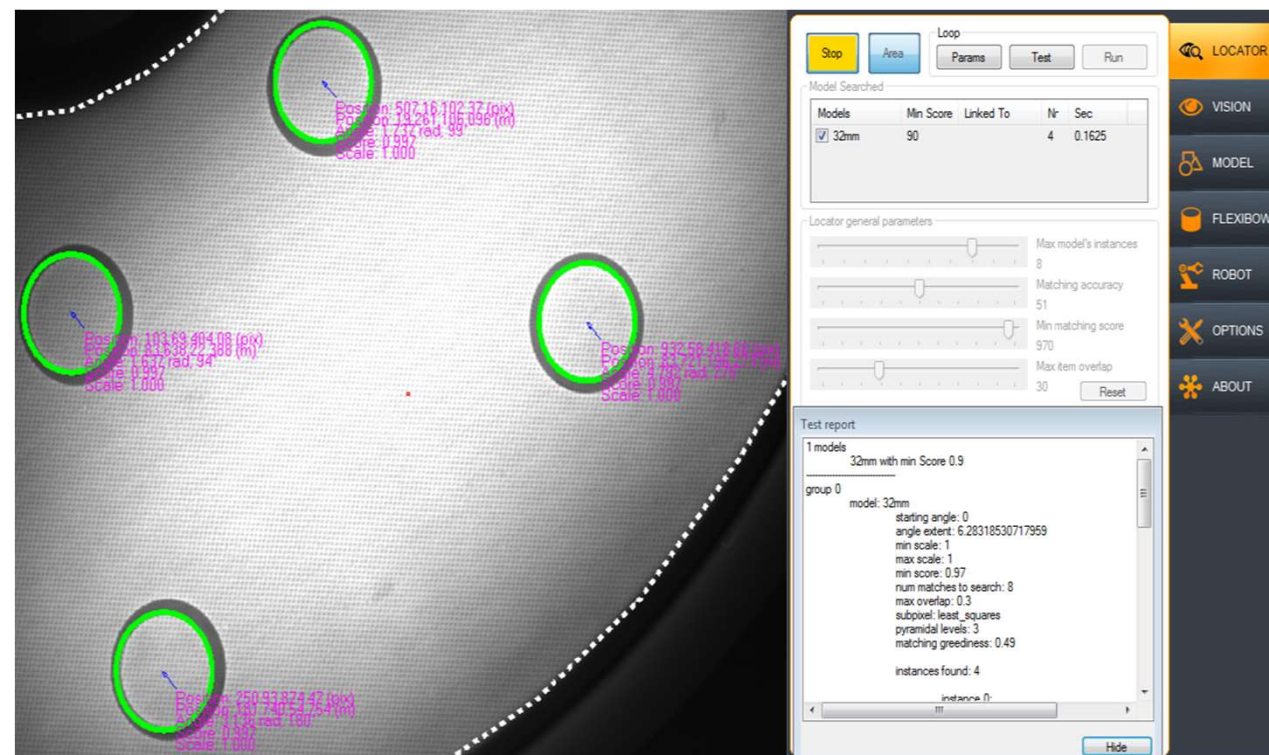 Position: 507.16,102.37 (pix)
Position: 19.261,106.096 (m)
Angle: 1.732 rad, 99°
Score: 0.997
Scale: 1.000
Position: 103.69,404.08 (pix)
Angle: 1.637 rad, 94°
Score: 0.997
Scale: 1.000
Score: 0.997
Scale: 1.000
Position: 250.93,874.47 (pix)
Score: 0.997
Scale: 1.000
Stop
Area
Loop
Params
Test
Run
Model Searched
Models Min Score Linked To Nr Sec
32mm 90 4 0.1625
Locator general parameters
Max model's instances
8
Matching accuracy
51
Min matching score
970
Max item overlap
30
Reset
Test report
1 models
32mm with min Score 0.9
------------------------------
group 0
model: 32mm
starting angle: 0
angle extent: 6.28318530717959
min scale: 1
max scale: 1
min score: 0.97
num matches to search: 8
max overlap: 0.3
subpixel: least_squares
pyramidal levels: 3
matching greediness: 0.49
instances found: 4
instance 0:
Hide
LOCATOR
VISION
MODEL
FLEXIBOW
ROBOT
OPTIONS
ABOUT